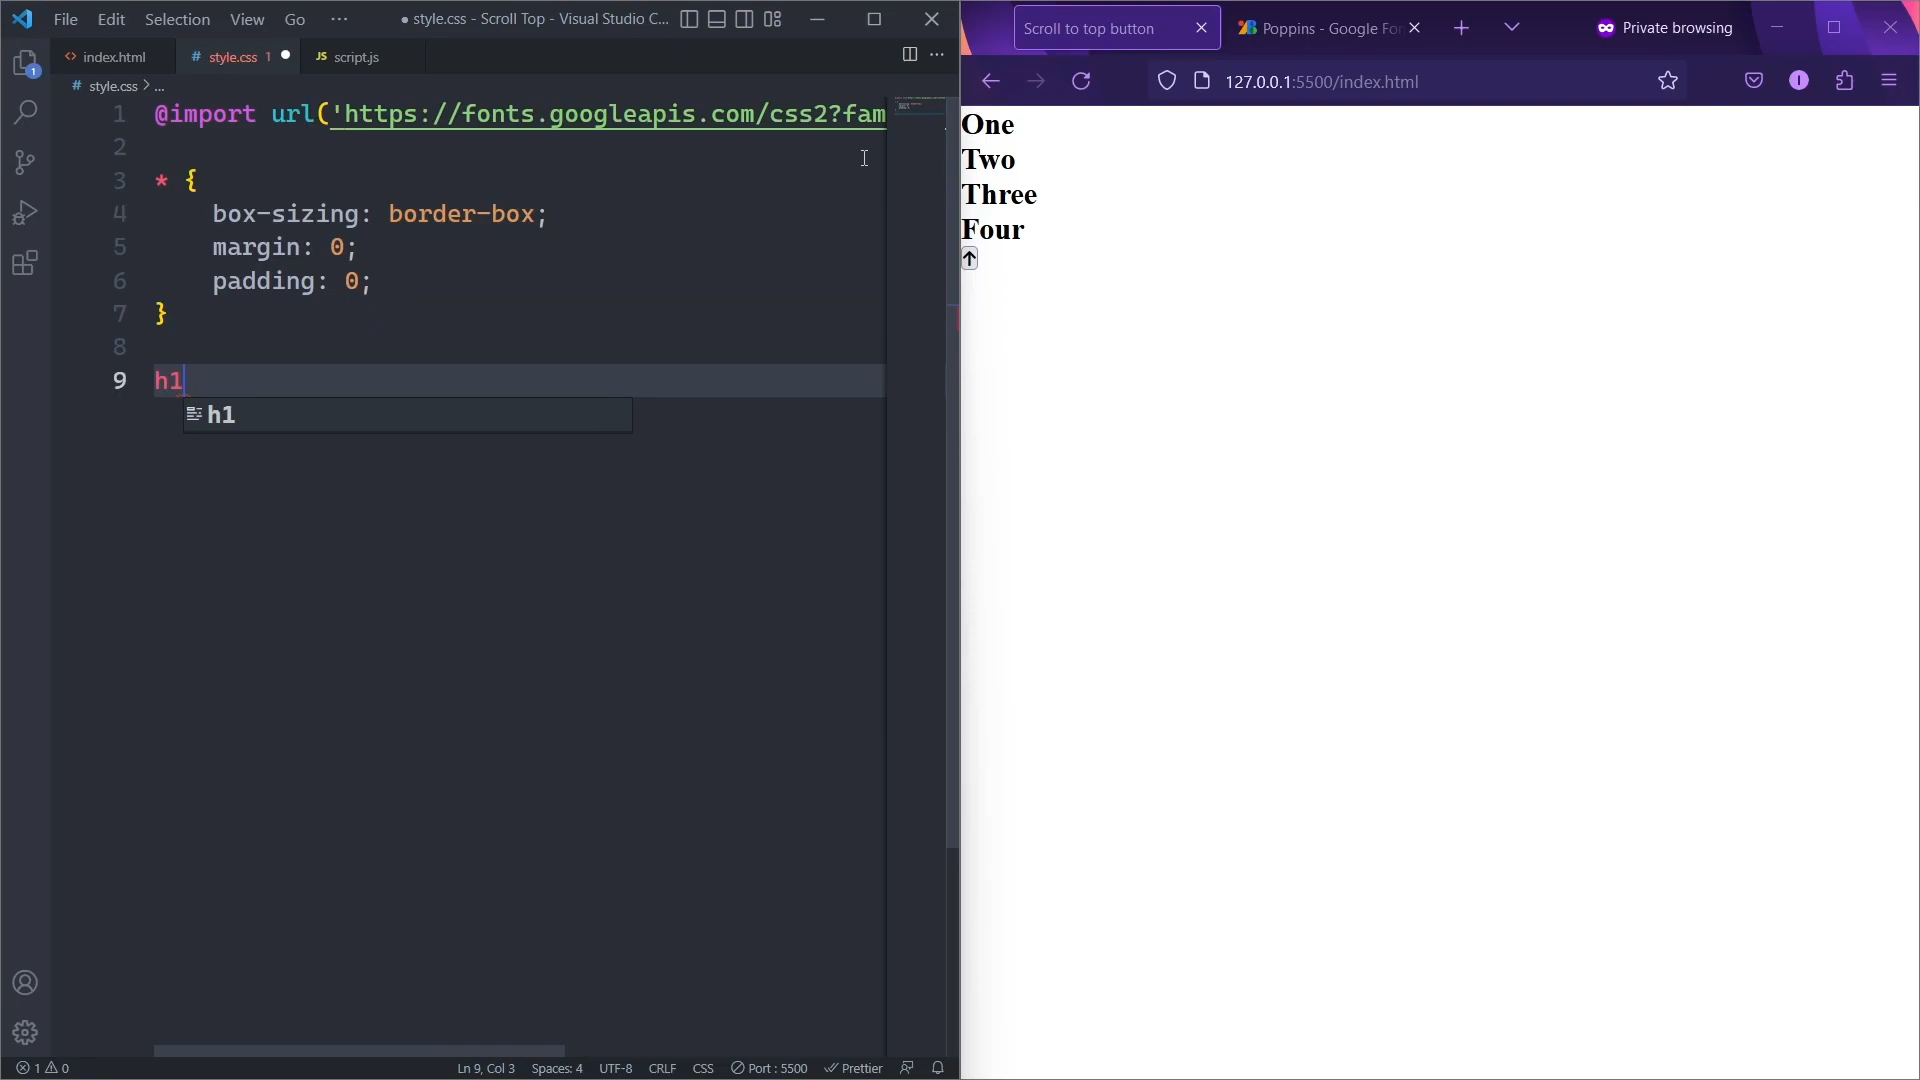 File Edit Selection View Go ··· ● style.css - Scroll Top - Visual Studio C...
index.html # style.css 1 JS script.js
# style.css > ...
1 @import url('https://fonts.googleapis.com/css2?fam
2
3 * {
4 box-sizing: border-box;
5 margin: 0;
6 padding: 0;
7 }
8
9 h1
h1
1
1 0 Ln 9, Col 3 Spaces: 4 UTF-8 CRLF CSS Port : 5500 Prettier
Scroll to top button Poppins - Google Fo Private browsing
127.0.0.1:5500/index.html
One
Two
Three
Four
↑